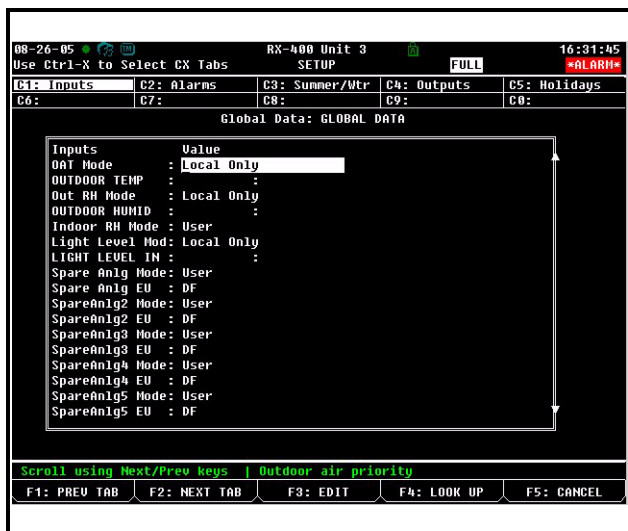 08-26-05 RX-400 Unit 3 16:31:45
Use Ctrl-X to Select CX Tabs SETUP FULL *ALARM*
C1: Inputs C2: Alarms C3: Summer/Wtr C4: Outputs C5: Holidays
C6: C7: C8: C9: C0:
Global Data: GLOBAL DATA
Inputs Value
OAT Mode : Local Only
OUTDOOR TEMP : :
Out RH Mode : Local Only
OUTDOOR HUMID : :
Indoor RH Mode : User
Light Level Mod: Local Only
LIGHT LEVEL IN : :
Spare Anlg Mode: User
Spare Anlg EU : DF
SpareAnlg2 Mode: User
SpareAnlg2 EU : DF
SpareAnlg3 Mode: User
SpareAnlg3 EU : DF
SpareAnlg4 Mode: User
SpareAnlg4 EU : DF
SpareAnlg5 Mode: User
SpareAnlg5 EU : DF
Scroll using Next/Prev keys | Outdoor air priority
F1: PREV TAB F2: NEXT TAB F3: EDIT F4: LOOK UP F5: CANCEL